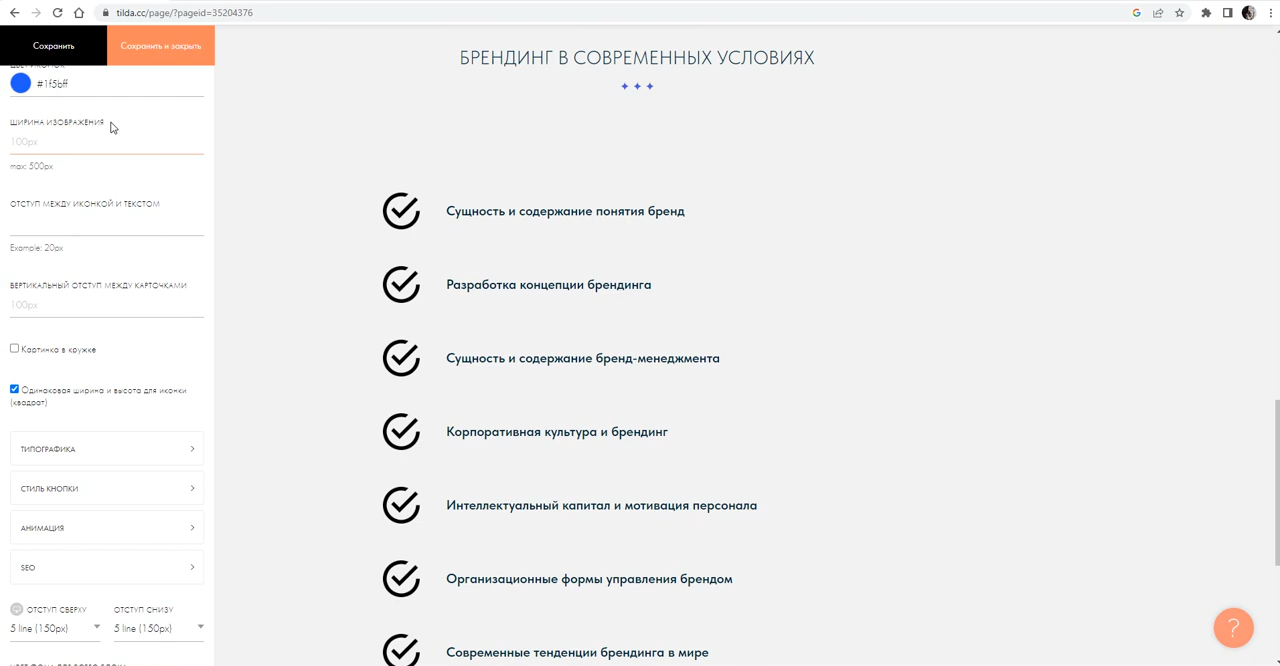 tilda.cc/page/?pageid=35204376
Сохранить
Сохранить и закрыть
#1f5bff
ШИРИНА ИЗОБРАЖЕНИЯ
100px
max: 500px
ОТСТУП МЕЖДУ ИКОНКОЙ И ТЕКСТОМ
Example: 20px
ВЕРТИКАЛЬНЫЙ ОТСТУП МЕЖДУ КАРТОЧКАМИ
100px
Картинка в кружке
Одинаковая ширина и высота для иконки
(квадрат)
ТИПОГРАФИКА
СТИЛЬ КНОПКИ
АНИМАЦИЯ
SEO
ОТСТУП СВЕРХУ
ОТСТУП СНИЗУ
5 line (150px)
5 line (150px)
БРЕНДИНГ В СОВРЕМЕННЫХ УСЛОВИЯХ
Сущность и содержание понятия бренд
Разработка концепции брендинга
Сущность и содержание бренд-менеджмента
Корпоративная культура и брендинг
Интеллектуальный капитал и мотивация персонала
Организационные формы управления брендом
Современные тенденции брендинга в мире
?